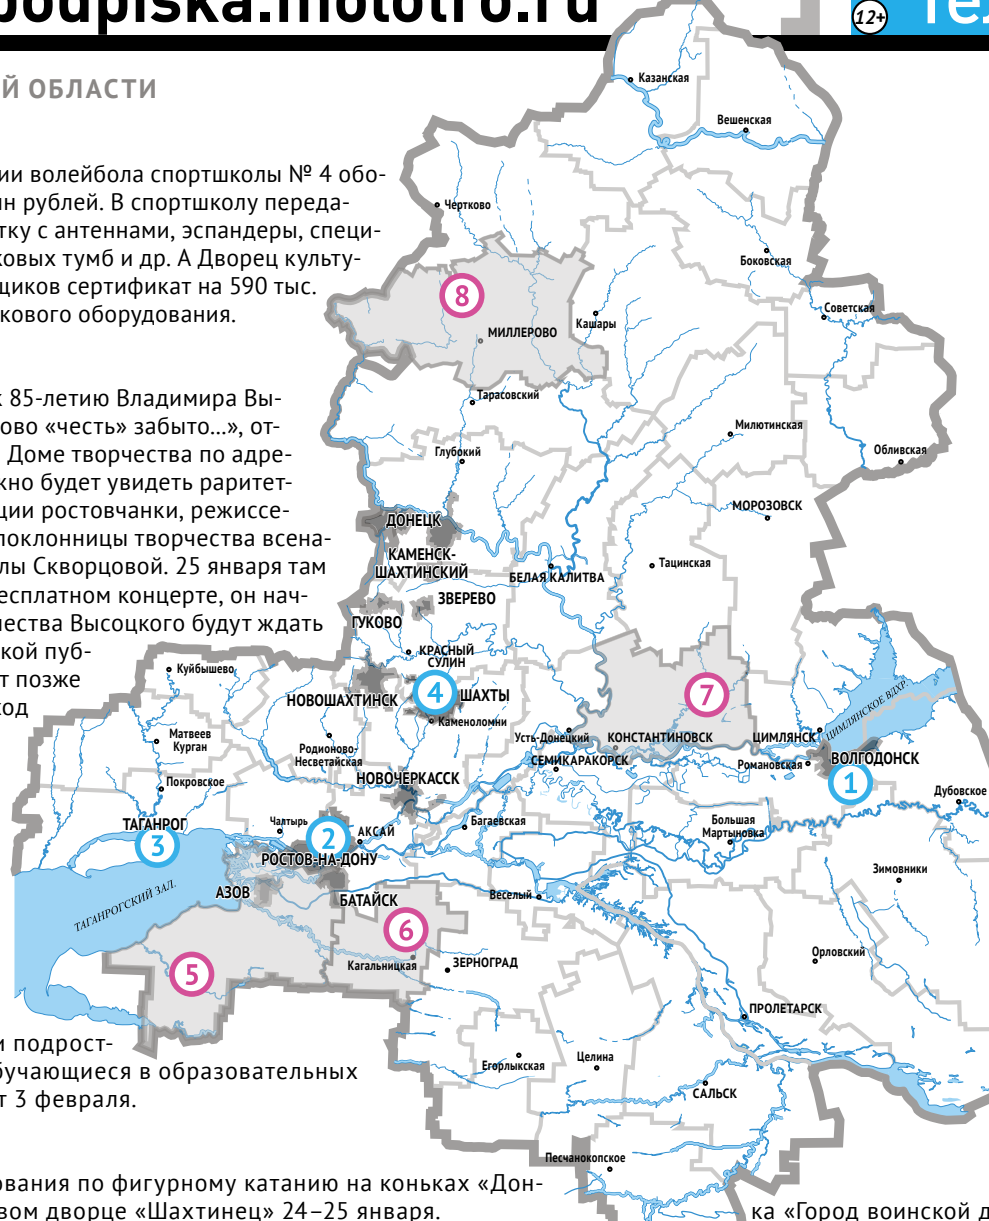 podpiska.molotro.ru
12+
Й ОБЛАСТИ
ии волейбола спортшколы № 4 обо-
н рублей. В спортшколу переда-
тку с антеннами, эспандеры, специ-
ковых тумб и др. А Дворец культу-
щиков сертификат на 590 тыс.
кового оборудования.
к 85-летию Владимира Вы-
ово «честь» забыто...», от-
Доме творчества по адре-
жно будет увидеть раритет-
ции ростовчанки, режиссе-
поклонницы творчества всена-
лы Скворцовой. 25 января там
есплатном концерте, он нач-
чества Высоцкого будут ждать
кой пуб-
т позже
код
и подрост-
бучающиеся в образовательных
т 3 февраля.
ования по фигурному катанию на коньках «Дон-
вом дворце «Шахтинец» 24–25 января.
ка «Город воинской д
Казанская
Вешенская
Чертково
Боковская
8
МИЛЛЕРОВО
Кашары
Советская
Тарасовский
Милютинская
Глубокий
Обливская
МОРОЗОВСК
ДОНЕЦК
КАМЕНСК-
ШАХТИНСКИЙ
БЕЛАЯ КАЛИТВА
Тацинская
ЗВЕРЕВО
ГУКОВО
КРАСНЫЙ
СУЛИН
Куйбышево
НОВОШАХТИНСК
4
ШАХТЫ
7
ЦИМЛЯНСКОЕ ВДХР.
Каменоломни
Матвеев
Курган
Родионово-
Несветайская
Усть-Донецкий
КОНСТАНТИНОВСК
ЦИМЛЯНСК
СЕМИКАРАКОРСК
Романовская
ВОЛГОДОНСК
1
Покровское
НОВОЧЕРКАССК
Дубовское
ТАГАНРОГ
3
Чалтырь
2
АКСАЙ
Багаевская
Большая
Мартыновка
РОСТОВ-НА-ДОНУ
Зимовники
ТАГАНРОГСКИЙ ЗАЛ.
АЗОВ
БАТАЙСК
Веселый
6
5
Кагальницкая
ЗЕРНОГРАД
Орловский
ПРОЛЕТАРСК
Егорлыкская
Целина
САЛЬСК
Песчанокопское